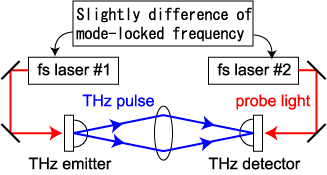 Slightly difference of
mode-locked frequency
fs laser #1
fs laser #2
THz pulse
probe light
THz emitter
THz detector